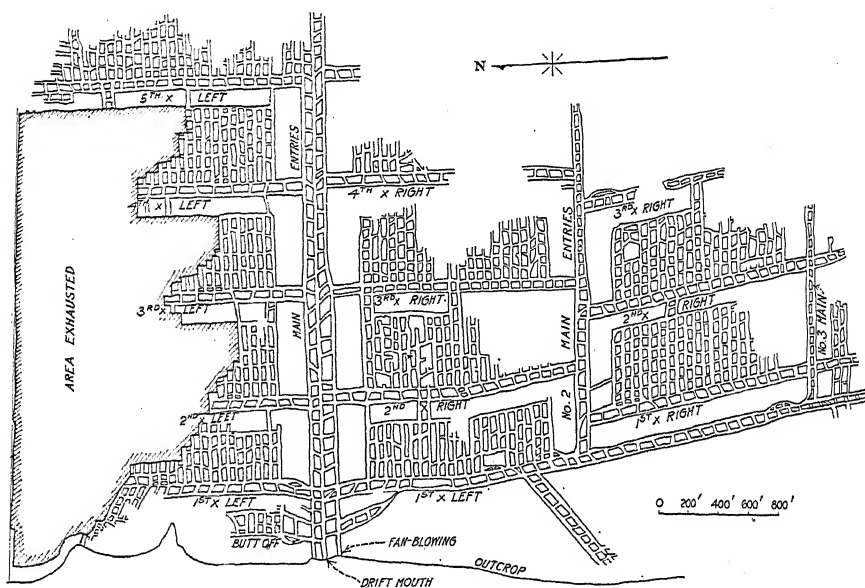 N
5TH X LEFT
ENTRIES
4TH X RIGHT
4TH X LEFT
ENTRIES
3RD X RIGHT
AREA EXHAUSTED
3RD X LEFT
3RD X RIGHT
MAIN
MAIN
2ND X RIGHT
No. 3 MAIN
2ND X LEFT
2ND X RIGHT
No. 2
1ST X RIGHT
1ST X LEFT
1ST X LEFT
0 200' 400' 600' 800'
BUTT OFF
FAN-BLOWING
OUTCROP
DRIFT MOUTH